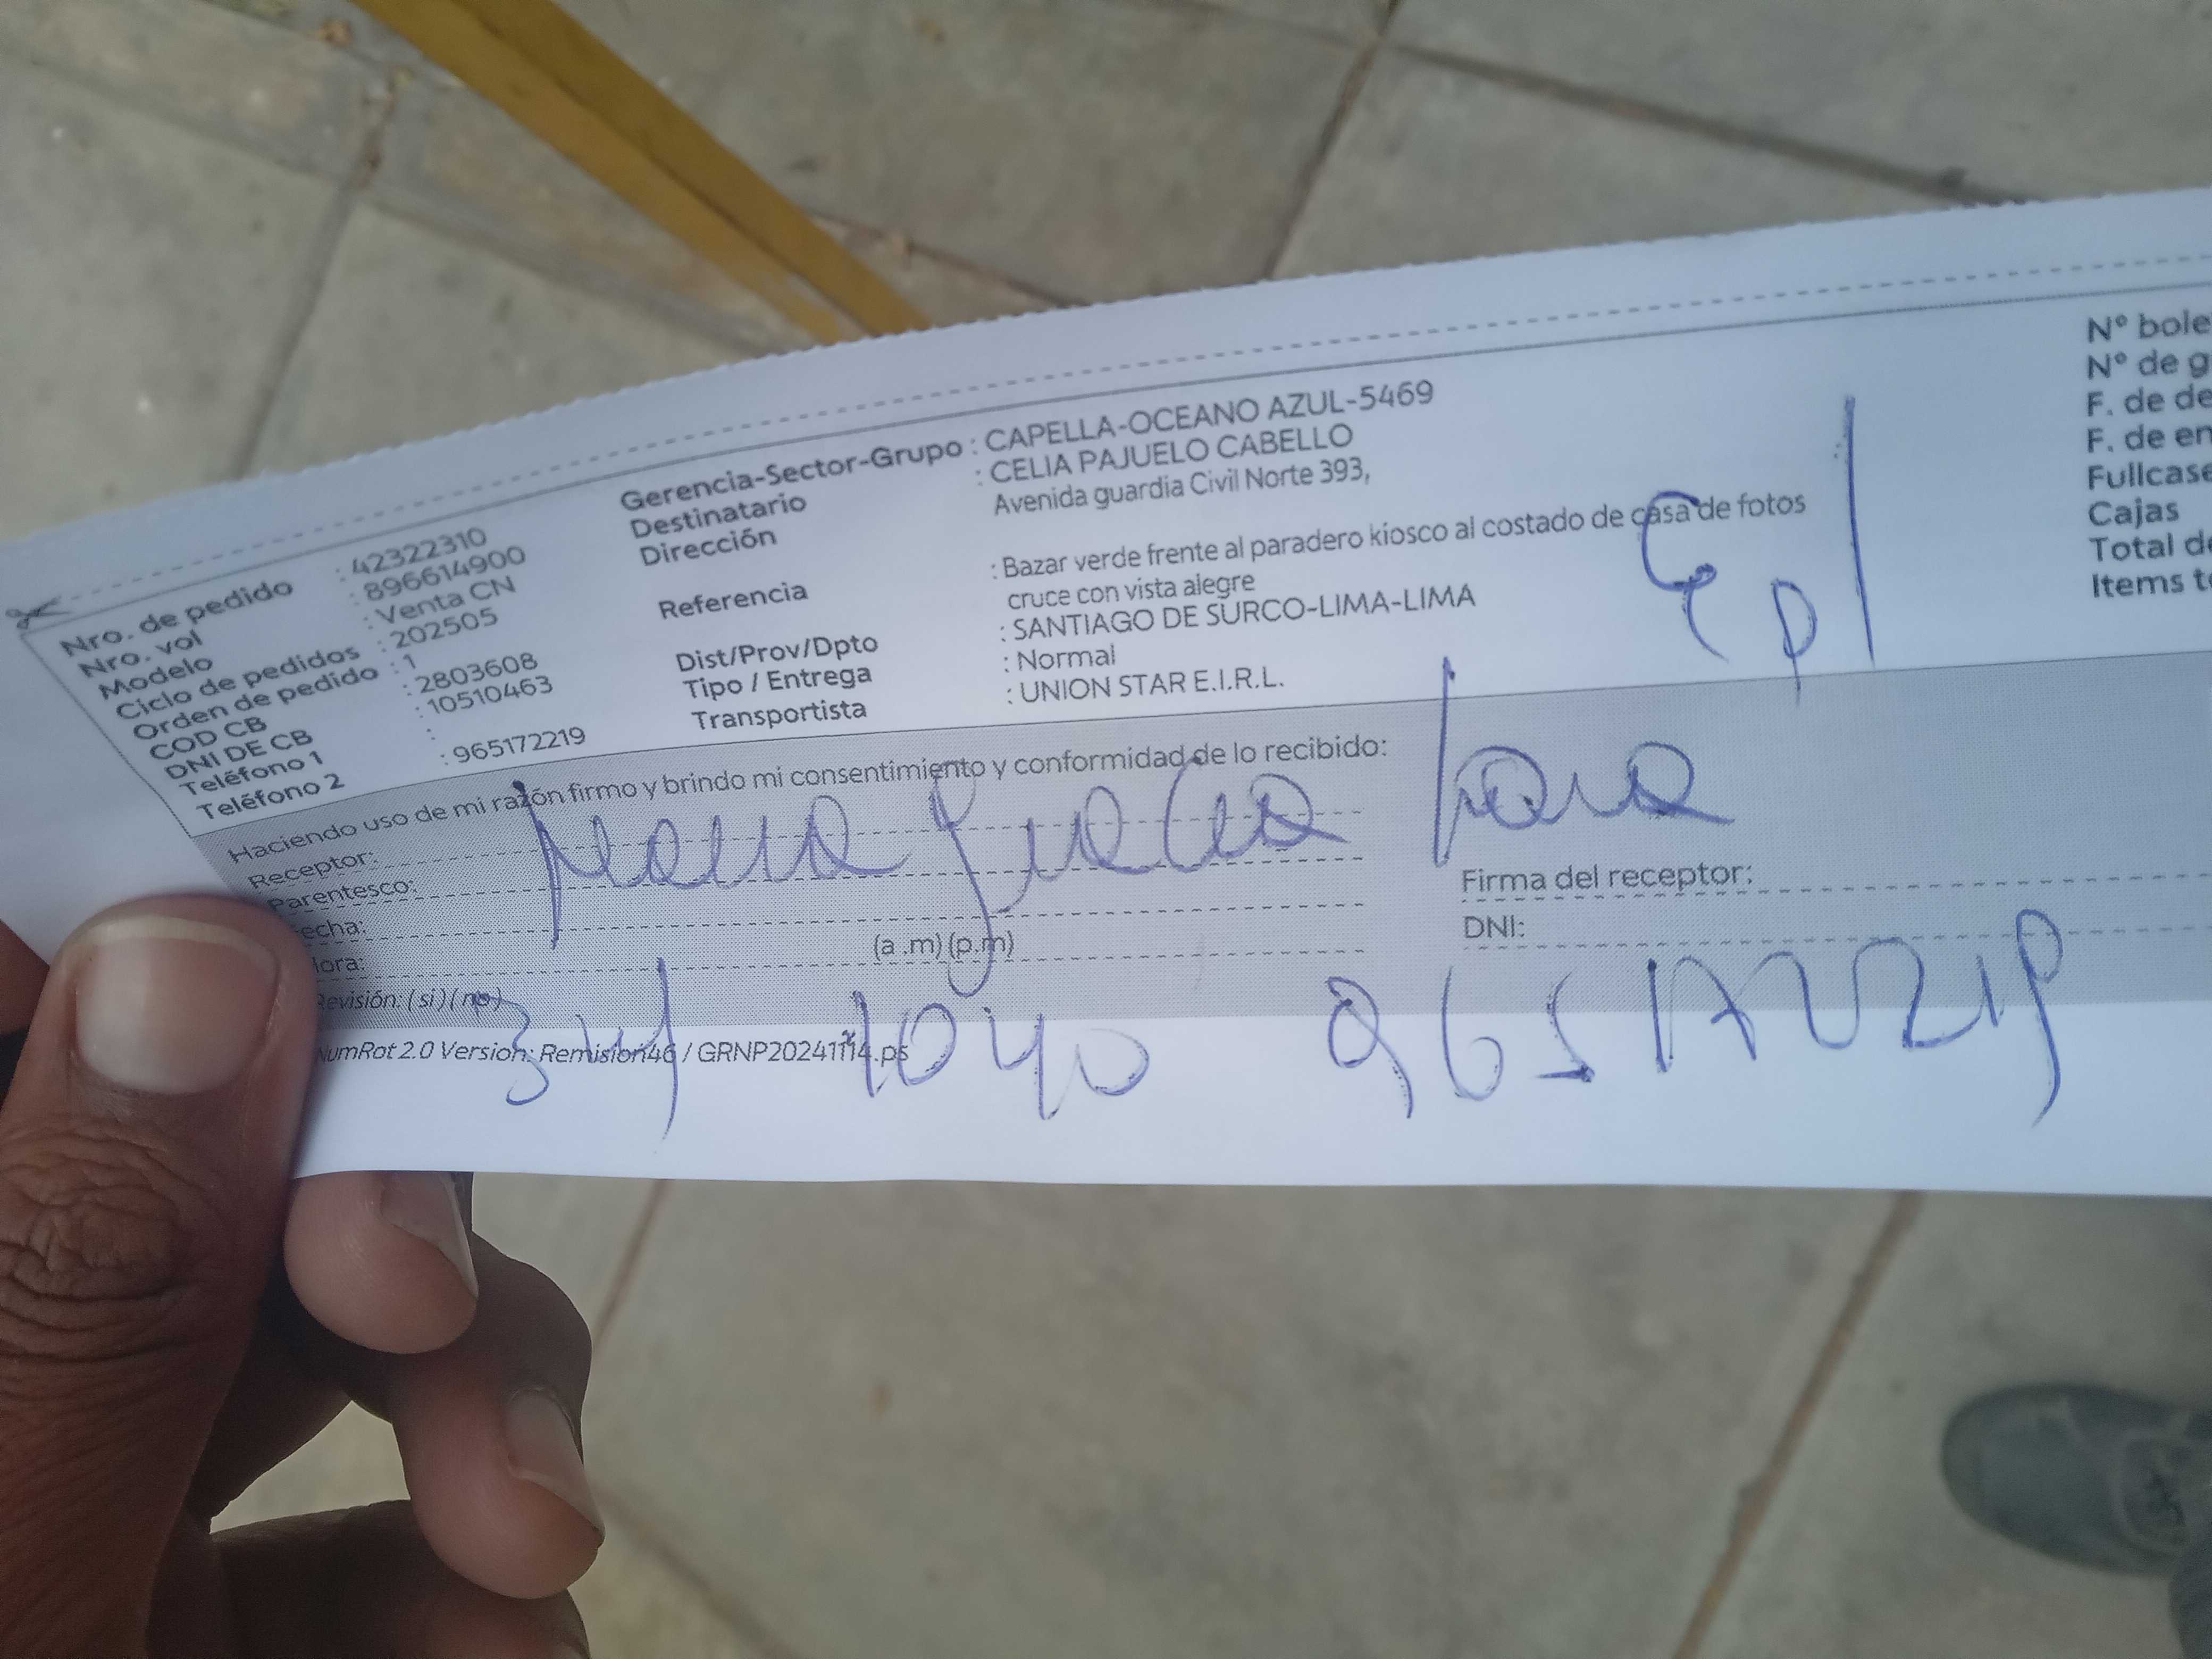 Nro. de pedido : 42322310
Nro. vol : 896614900
Modelo : Venta CN
Ciclo de pedidos : 202505
Orden de pedido : 1
COD CB : 2803608
DNI DE CB : 10510463
Teléfono 1 :
Teléfono 2 : 965172219
Gerencia-Sector-Grupo : CAPELLA-OCEANO AZUL-5469
Destinatario : CELIA PAJUELO CABELLO
Dirección Avenida guardia Civil Norte 393,
Referencia : Bazar verde frente al paradero kiosco al costado de casa de fotos
cruce con vista alegre
Dist/Prov/Dpto : SANTIAGO DE SURCO-LIMA-LIMA
Tipo / Entrega : Normal
Transportista : UNION STAR E.I.R.L.
N° bole
N° de g
F. de de
F. de en
Fullcase
Cajas
Total de
Items t
Haciendo uso de mi razón firmo y brindo mi consentimiento y conformidad de lo recibido:
Receptor:
Parentesco:
echa:
lora: (a .m) (p.m)
Revisión: ( si ) ( no )
Firma del receptor:
DNI:
NumRot 2.0 Version: Remision46 / GRNP20241114.ps
1040 965172219